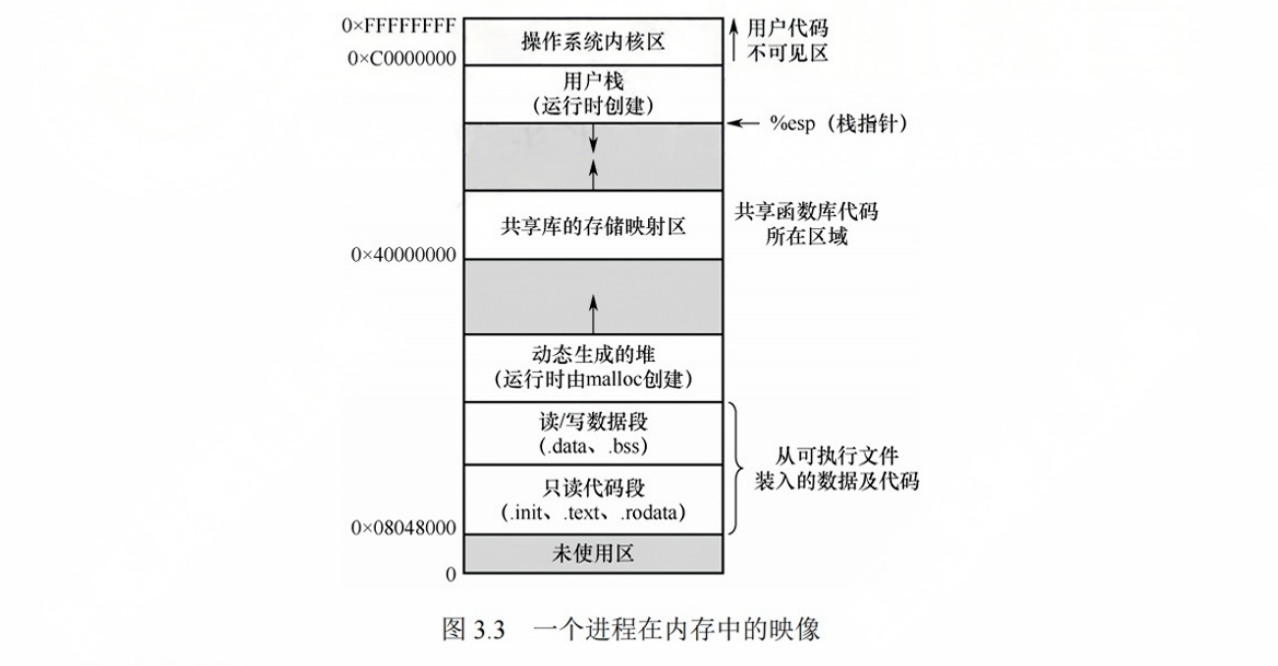 0×FFFFFFFF
操作系统内核区
用户代码
不可见区
0×C0000000
用户栈
(运行时创建)
%esp（栈指针）
共享库的存储映射区
共享函数库代码
所在区域
0×40000000
动态生成的堆
(运行时由malloc创建)
读/写数据段
(.data、.bss)
只读代码段
(.init、.text、.rodata)
从可执行文件
装入的数据及代码
0×08048000
未使用区
0
图 3.3 一个进程在内存中的映像